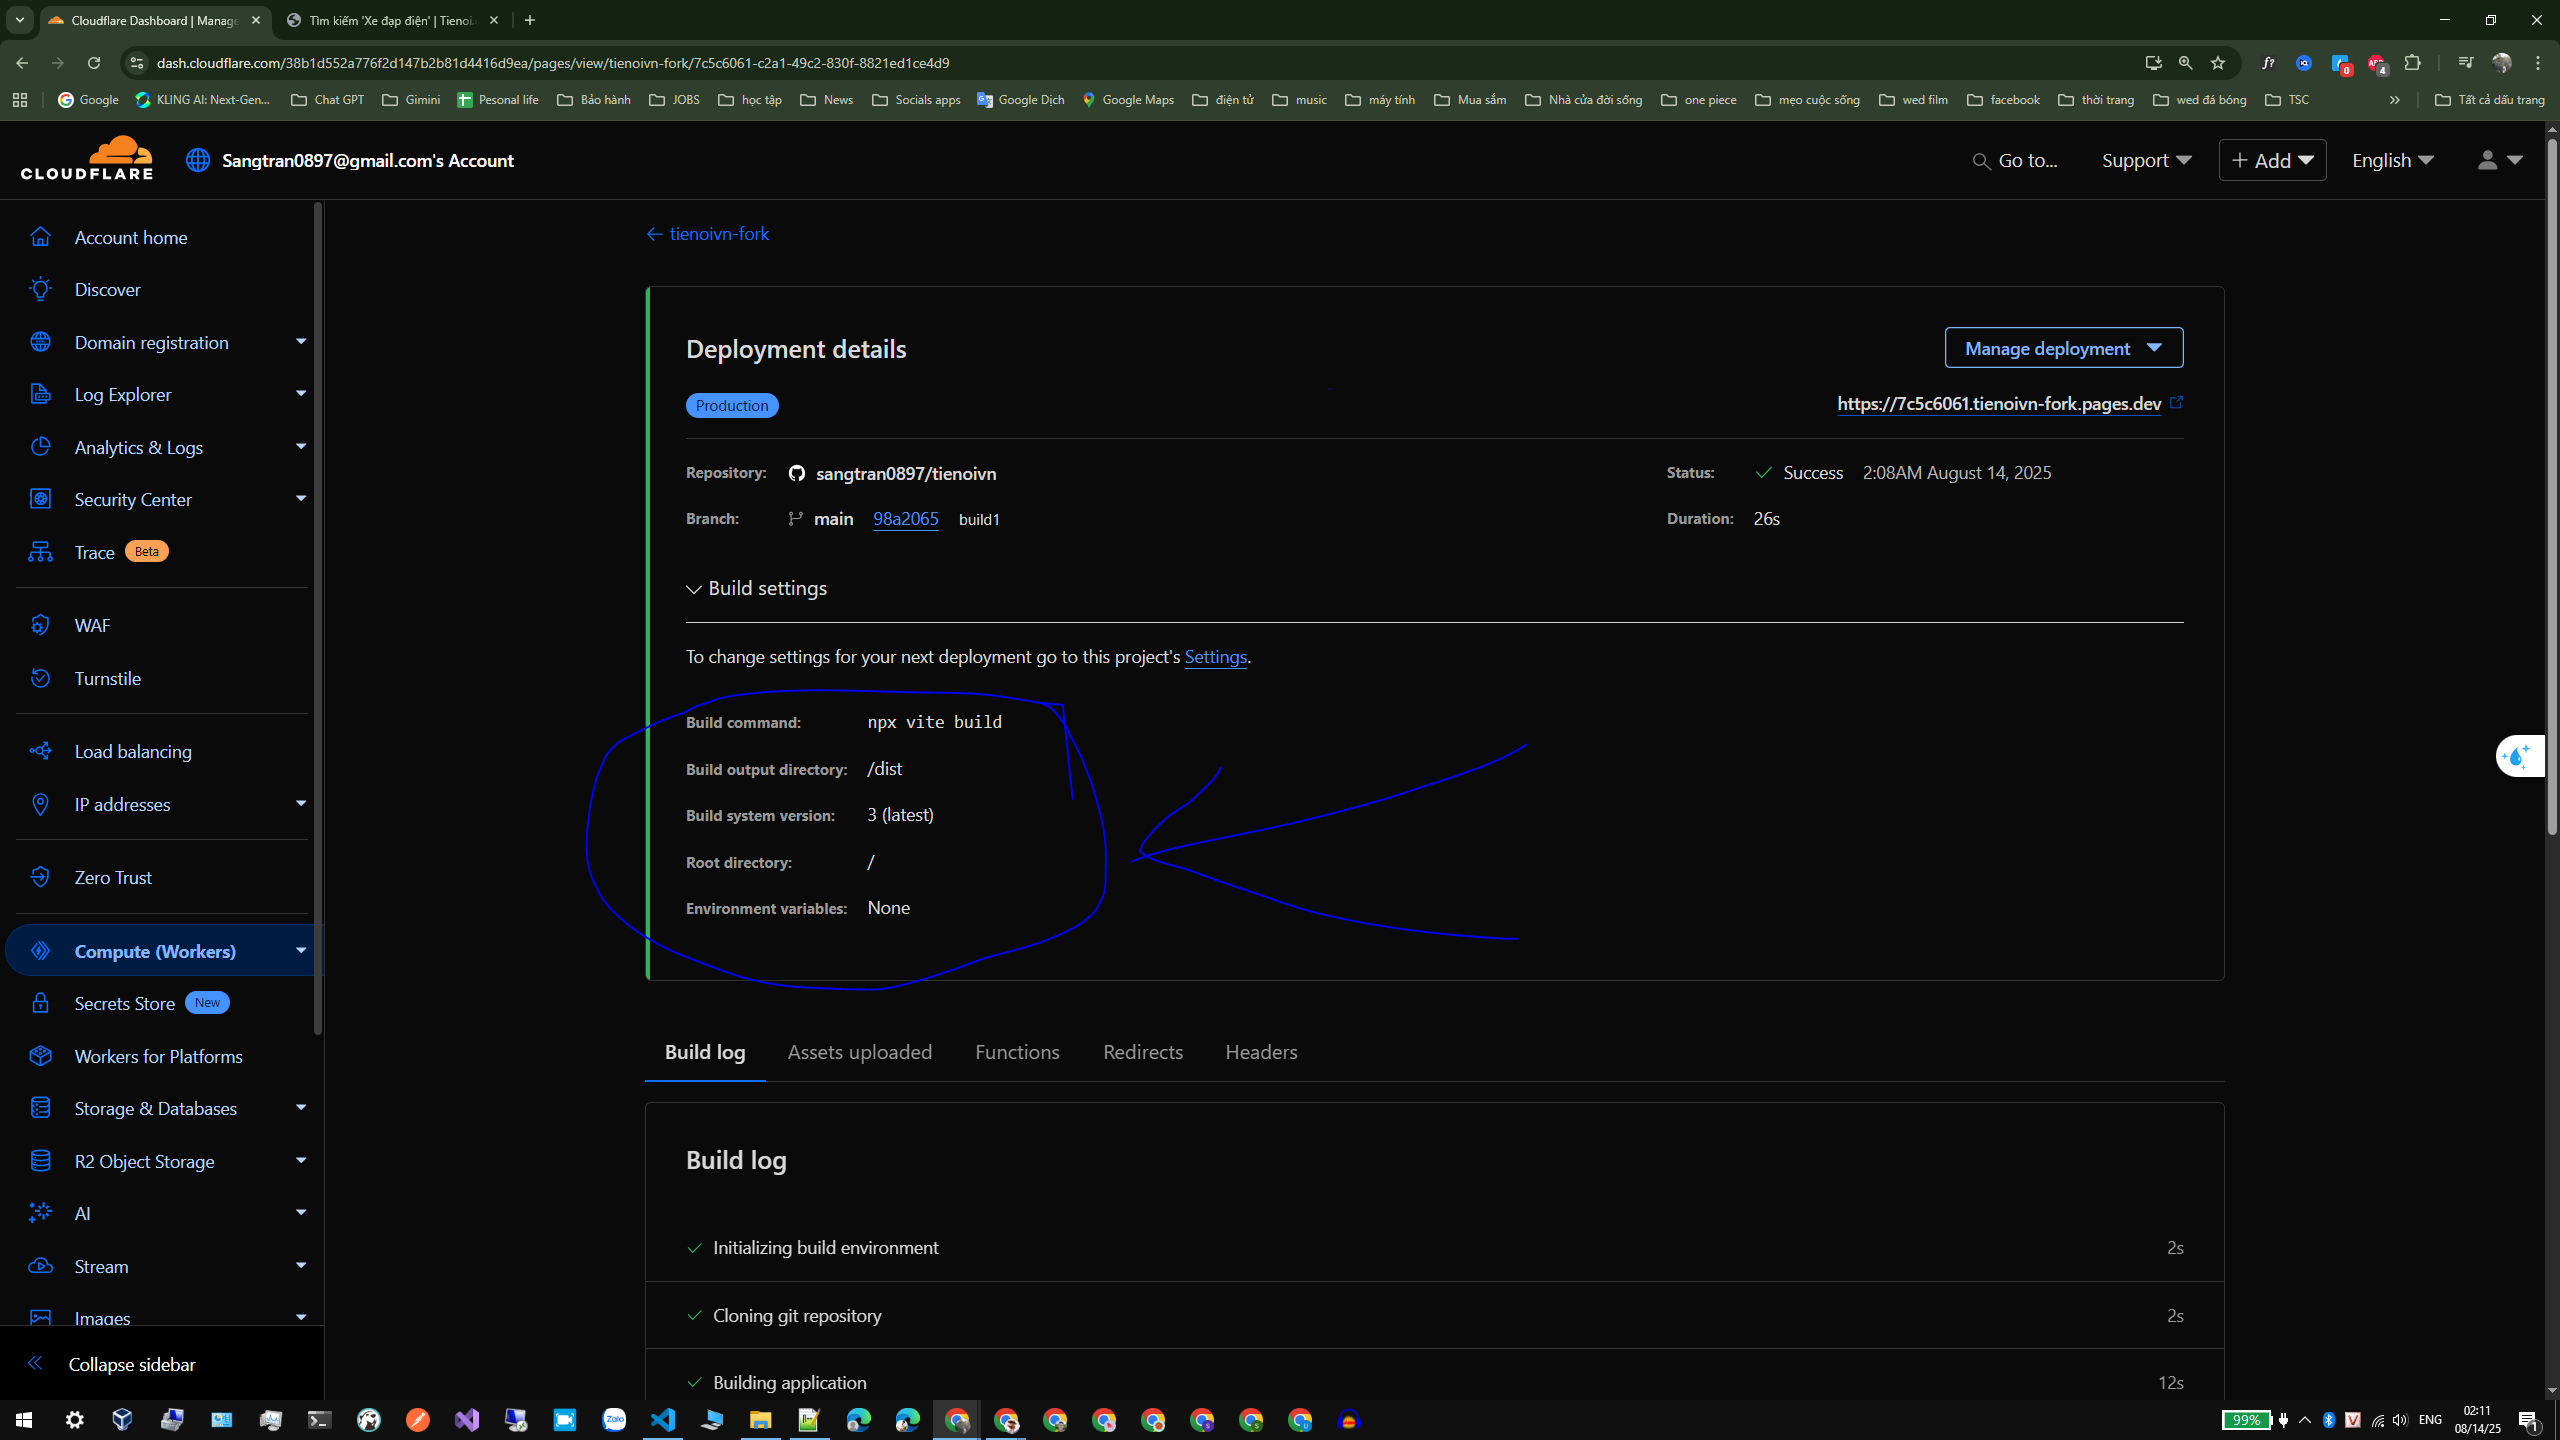 Cloudflare Dashboard | Manage
Tìm kiếm 'Xe đạp điện' | Tienoi.
dash.cloudflare.com/38b1d552a776f2d147b2b81d4416d9ea/pages/view/tienoivn-fork/7c5c6061-c2a1-49c2-830f-8821ed1ce4d9
Google
KLING AI: Next-Gen...
Chat GPT
Gimini
Pesonal life
Bảo hành
JOBS
học tập
News
Socials apps
Google Dịch
Google Maps
điện tử
music
máy tính
Mua sắm
Nhà cửa đời sống
one piece
mẹo cuộc sống
wed film
facebook
thời trang
wed đá bóng
TSC
Tất cả dấu trang
CLOUDFLARE
Sangtran0897@gmail.com's Account
Go to...
Support
+ Add
English
Account home
Discover
Domain registration
Log Explorer
Analytics & Logs
Security Center
Trace Beta
WAF
Turnstile
Load balancing
IP addresses
Zero Trust
Compute (Workers)
Secrets Store New
Workers for Platforms
Storage & Databases
R2 Object Storage
AI
Stream
Images
Collapse sidebar
← tienoivn-fork
Deployment details
Manage deployment
Production
https://7c5c6061.tienoivn-fork.pages.dev
Repository: sangtran0897/tienoivn
Status: Success 2:08AM August 14, 2025
Branch: main 98a2065 build1
Duration: 26s
Build settings
To change settings for your next deployment go to this project's Settings.
Build command: npx vite build
Build output directory: /dist
Build system version: 3 (latest)
Root directory: /
Environment variables: None
Build log
Assets uploaded
Functions
Redirects
Headers
Build log
Initializing build environment 2s
Cloning git repository 2s
Building application 12s
Zalo
99%
ENG
02:11
08/14/25